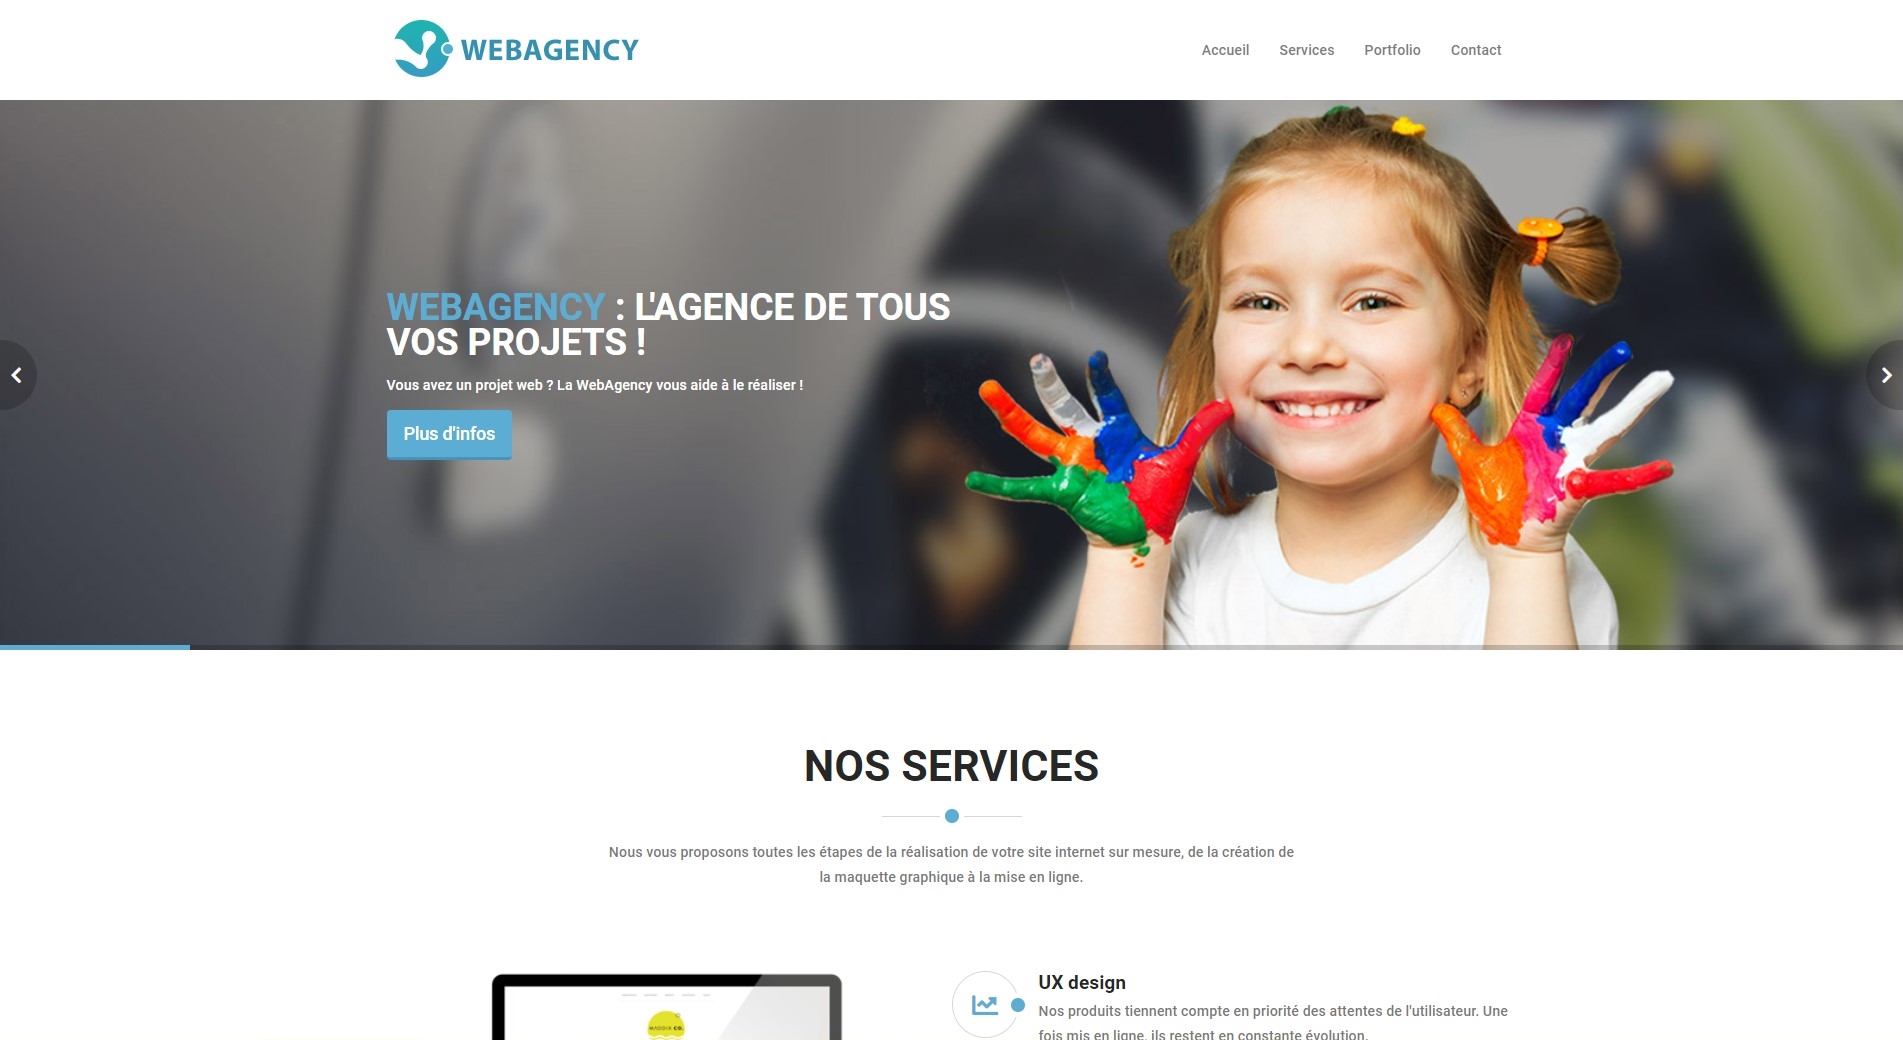 WEBAGENCY
Accueil
Services
Portfolio
Contact
WEBAGENCY : L'AGENCE DE TOUS
VOS PROJETS !
Vous avez un projet web ? La WebAgency vous aide à le réaliser !
Plus d'infos
NOS SERVICES
Nous vous proposons toutes les étapes de la réalisation de votre site internet sur mesure, de la création de
la maquette graphique à la mise en ligne.
MADDIX CO.
UX design
Nos produits tiennent compte en priorité des attentes de l'utilisateur. Une
fois mis en ligne, ils restent en constante évolution.